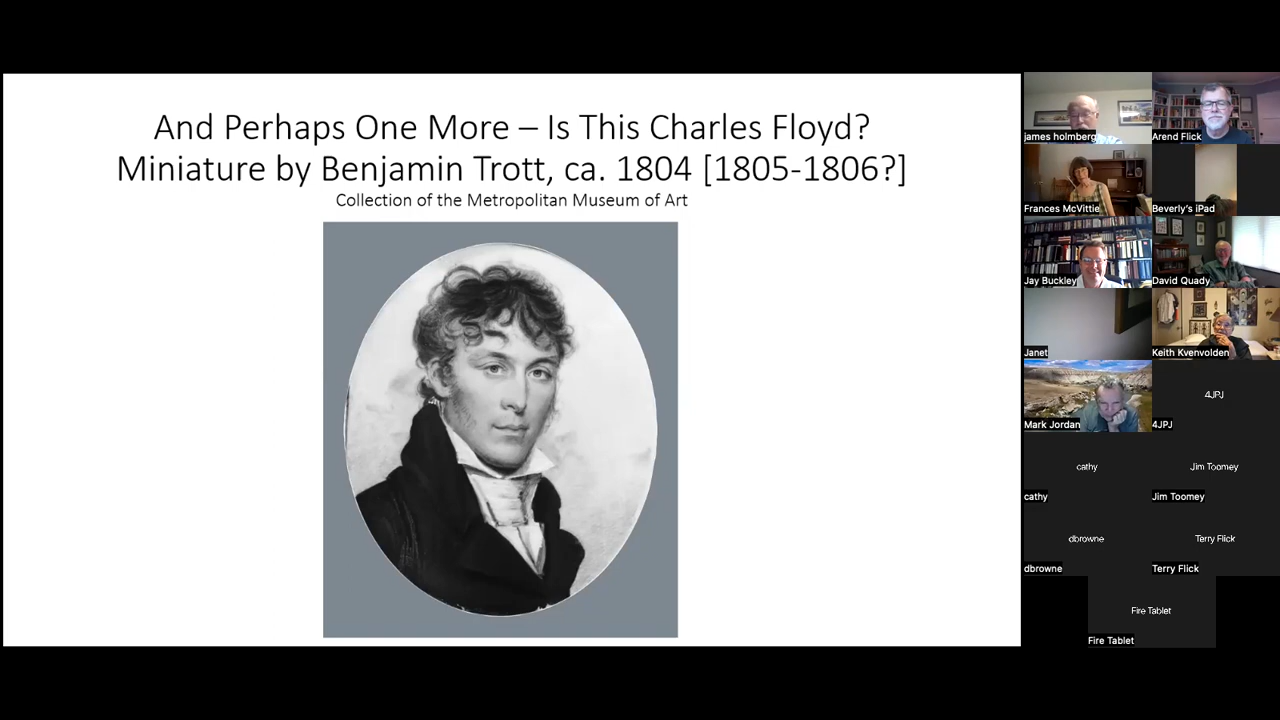 And Perhaps One More – Is This Charles Floyd?
Miniature by Benjamin Trott, ca. 1804 [1805-1806?]
Collection of the Metropolitan Museum of Art
james holmberg
Arend Flick
Frances McVittie
Beverly's iPad
Jay Buckley
David Quady
Janet
Keith Kvenvolden
Mark Jordan
4JPJ
4JPJ
cathy
Jim Toomey
cathy
Jim Toomey
dbrowne
Terry Flick
dbrowne
Terry Flick
Fire Tablet
Fire Tablet